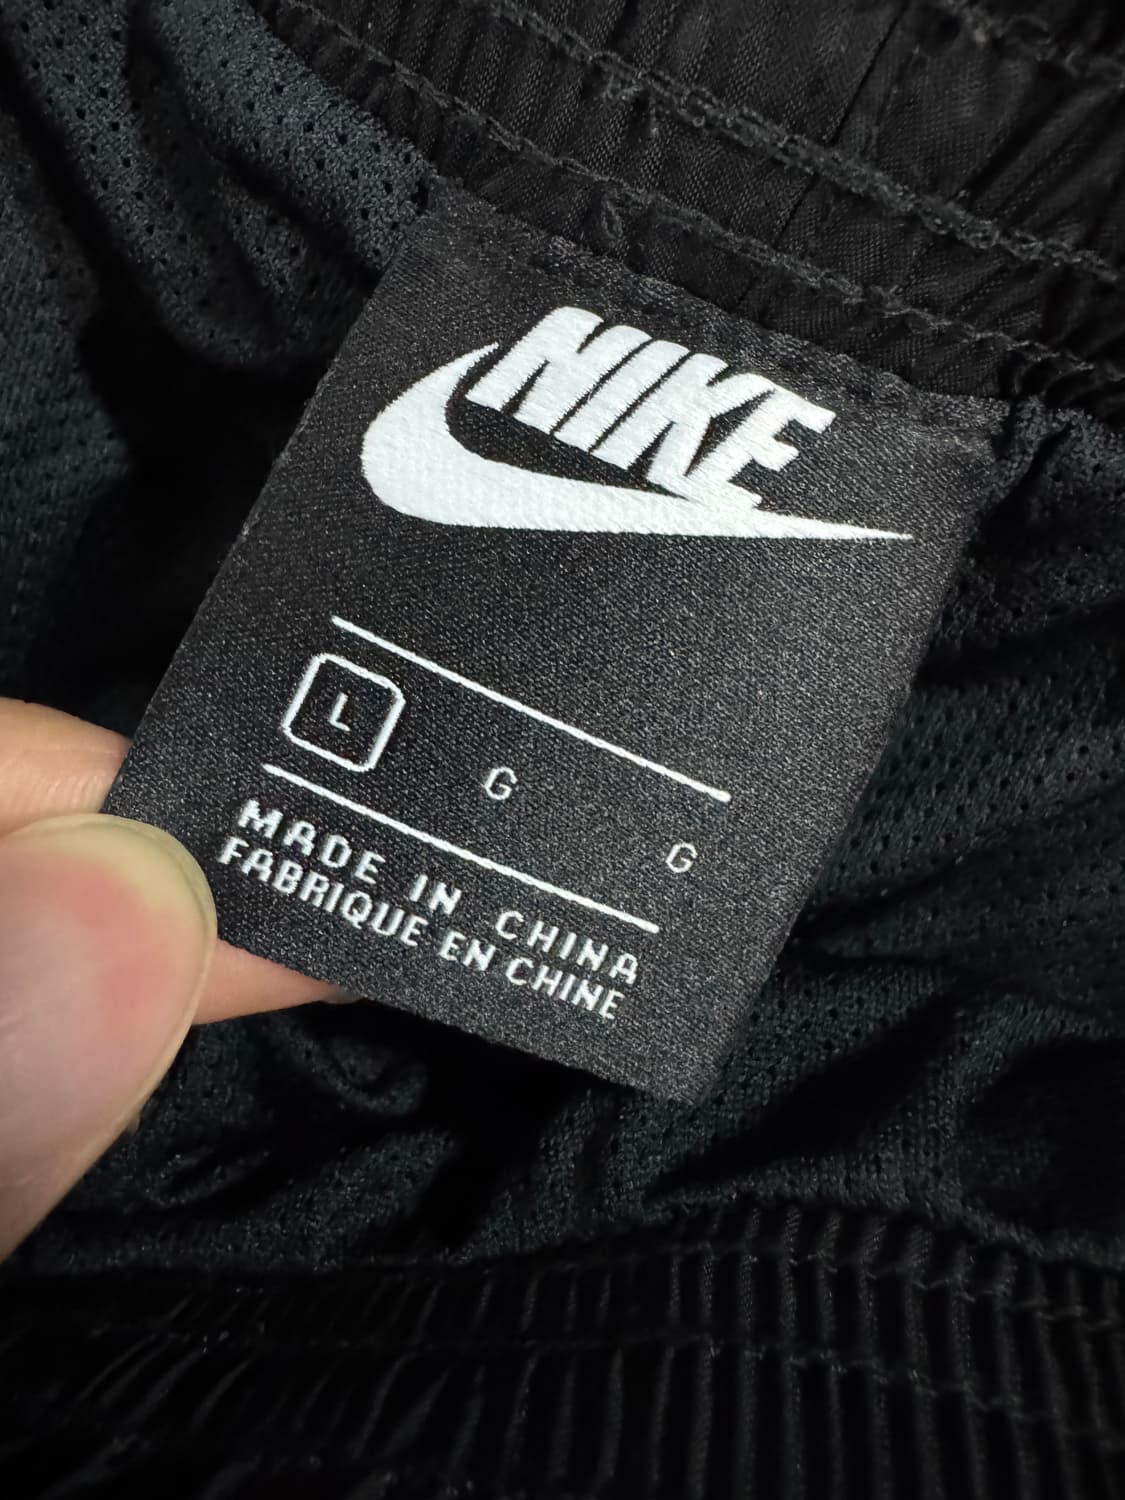 NIKE
L G G
MADE IN CHINA
FABRIQUE EN CHINE